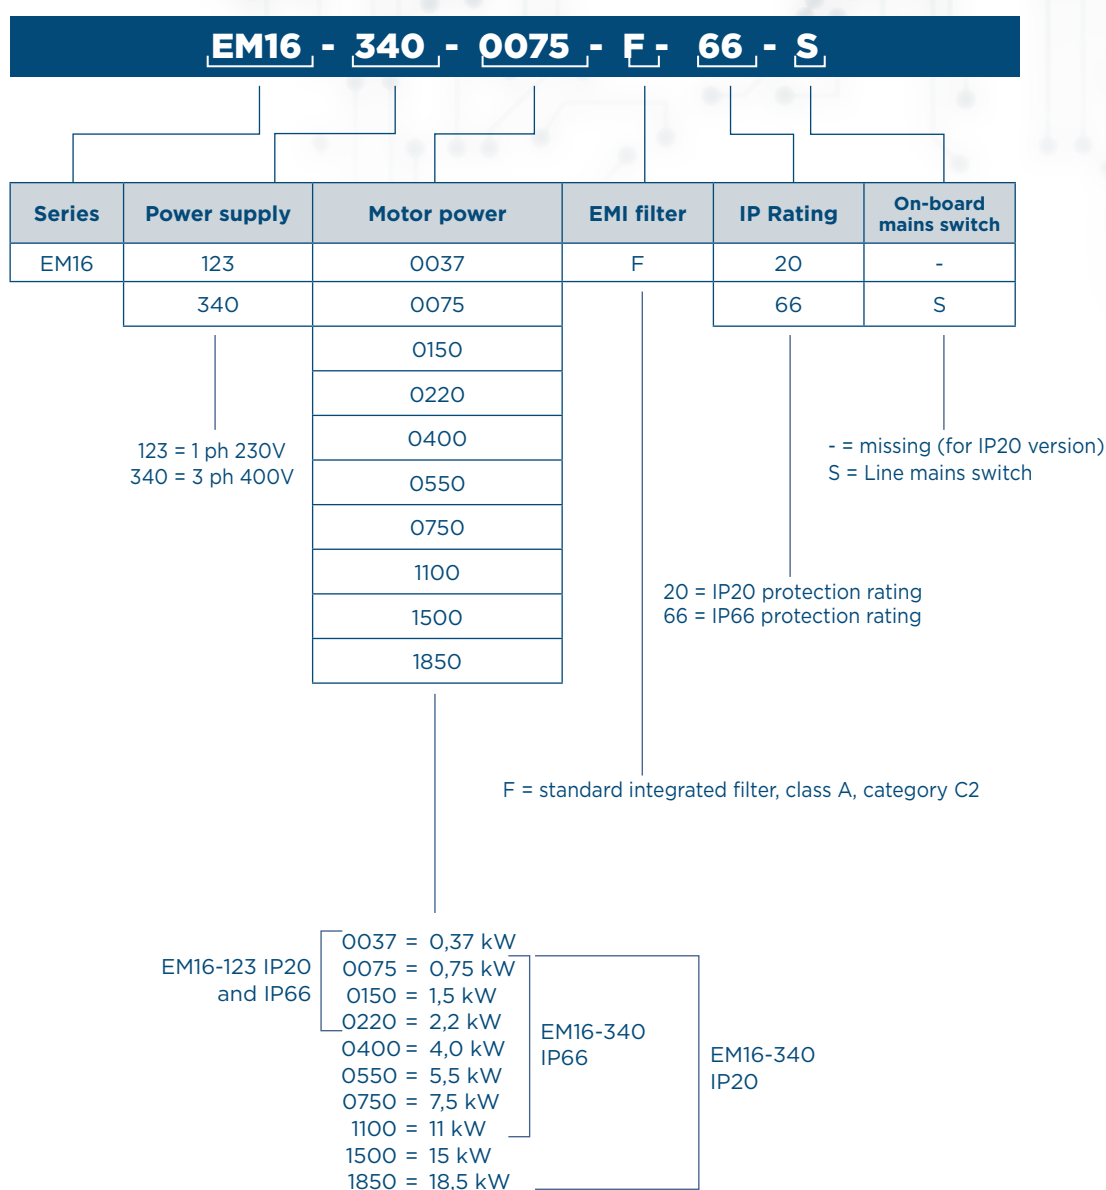 EM16 - 340 - 0075 - F - 66 - S
Series Power supply Motor power EMI filter IP Rating On-board
mains switch
EM16 123 0037 F 20 -
340 0075 66 S
0150
0220
0400
0550
0750
1100
1500
1850
123 = 1 ph 230V
340 = 3 ph 400V
- = missing (for IP20 version)
S = Line mains switch
20 = IP20 protection rating
66 = IP66 protection rating
F = standard integrated filter, class A, category C2
0037 = 0,37 kW
0075 = 0,75 kW
0150 = 1,5 kW
0220 = 2,2 kW
0400 = 4,0 kW
0550 = 5,5 kW
0750 = 7,5 kW
1100 = 11 kW
1500 = 15 kW
1850 = 18,5 kW
EM16-123 IP20
and IP66
EM16-340
IP66
EM16-340
IP20